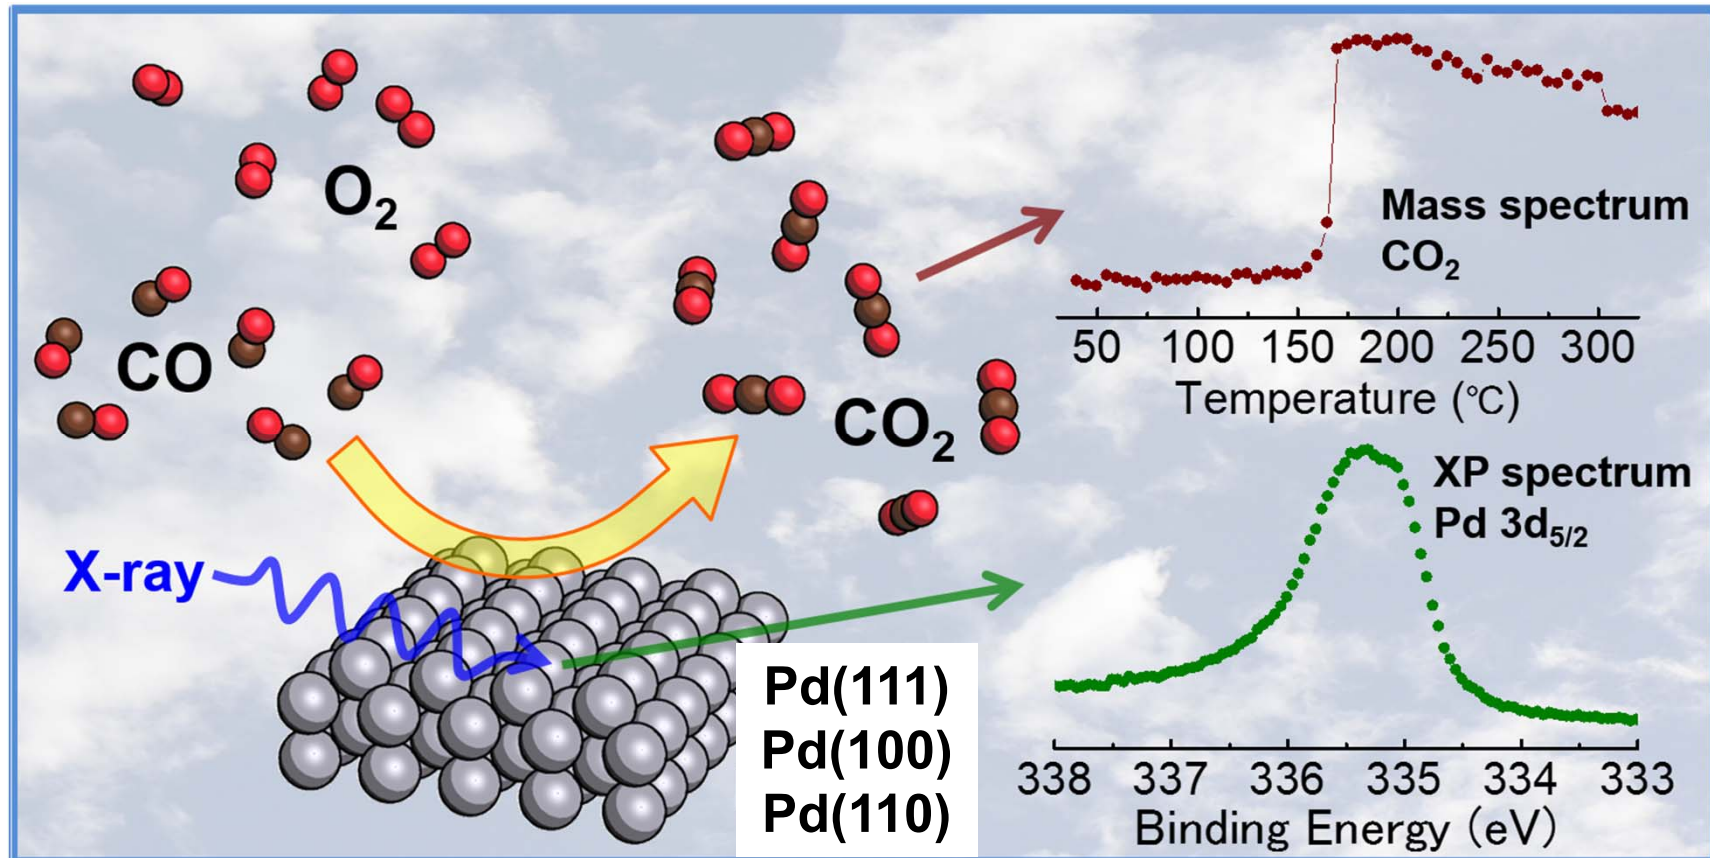 O₂
CO
CO₂
X-ray
Pd(111)
Pd(100)
Pd(110)
Mass spectrum
CO₂
50 100 150 200 250 300
Temperature (℃)
XP spectrum
Pd 3d₅/₂
338 337 336 335 334 333
Binding Energy (eV)